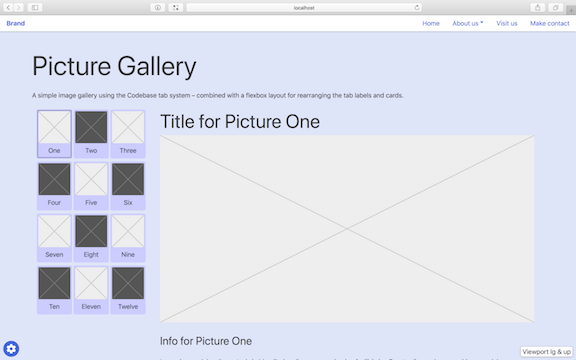 localhost
Brand
Home About us Visit us Make contact
Picture Gallery
A simple image gallery using the Codebase tab system – combined with a flexbox layout for rearranging the tab labels and cards.
One Two Three
Four Five Six
Seven Eight Nine
Ten Eleven Twelve
Title for Picture One
Info for Picture One
Viewport lg & up